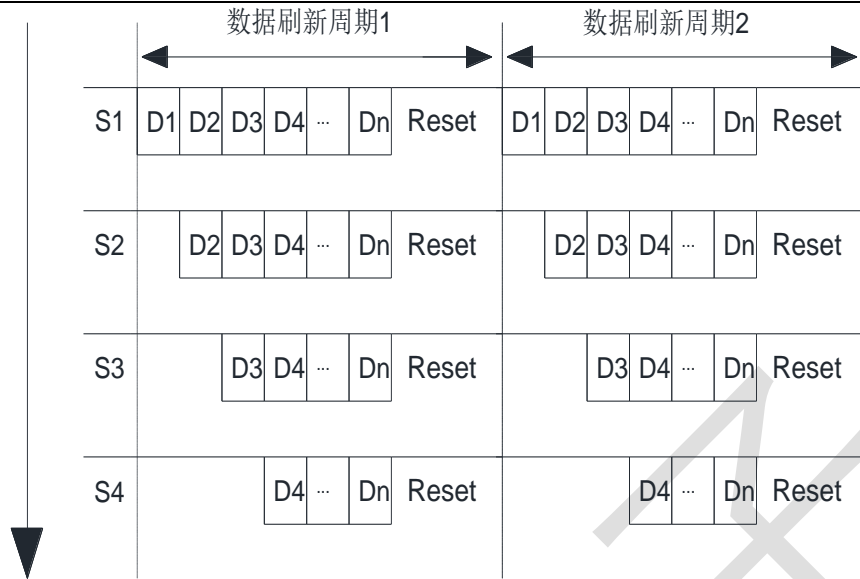 数据刷新周期1 数据刷新周期2
S1 D1 D2 D3 D4 ... Dn Reset D1 D2 D3 D4 ... Dn Reset
S2 D2 D3 D4 ... Dn Reset D2 D3 D4 ... Dn Reset
S3 D3 D4 ... Dn Reset D3 D4 ... Dn Reset
S4 D4 ... Dn Reset D4 ... Dn Reset